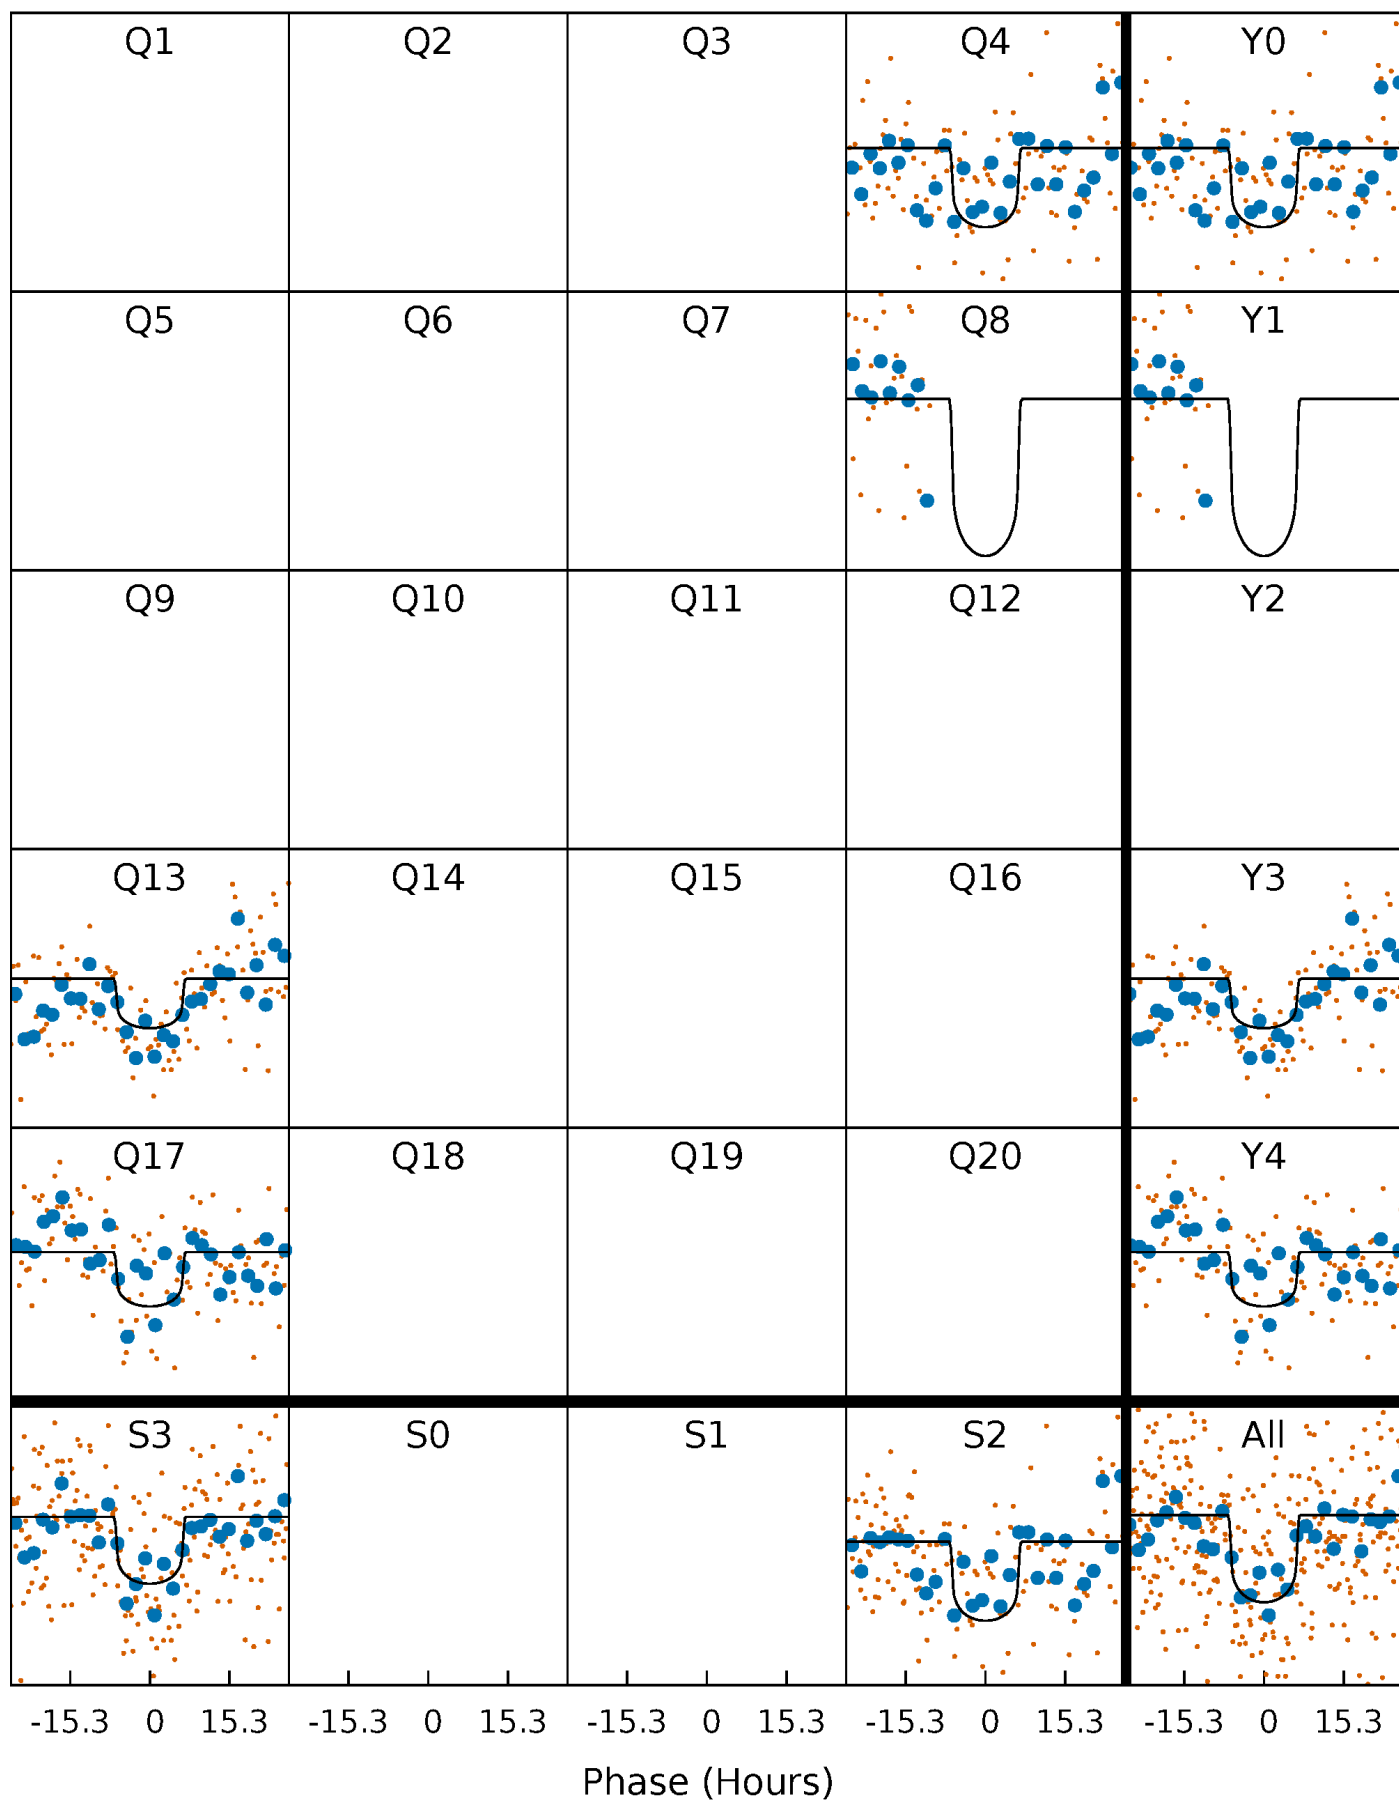 Q1 Q2 Q3 Q4 Y0
Q5 Q6 Q7 Q8 Y1
Q9 Q10 Q11 Q12 Y2
Q13 Q14 Q15 Q16 Y3
Q17 Q18 Q19 Q20 Y4
S3 S0 S1 S2 All
-15.3 0 15.3 -15.3 0 15.3 -15.3 0 15.3 -15.3 0 15.3 -15.3 0 15.3
Phase (Hours)